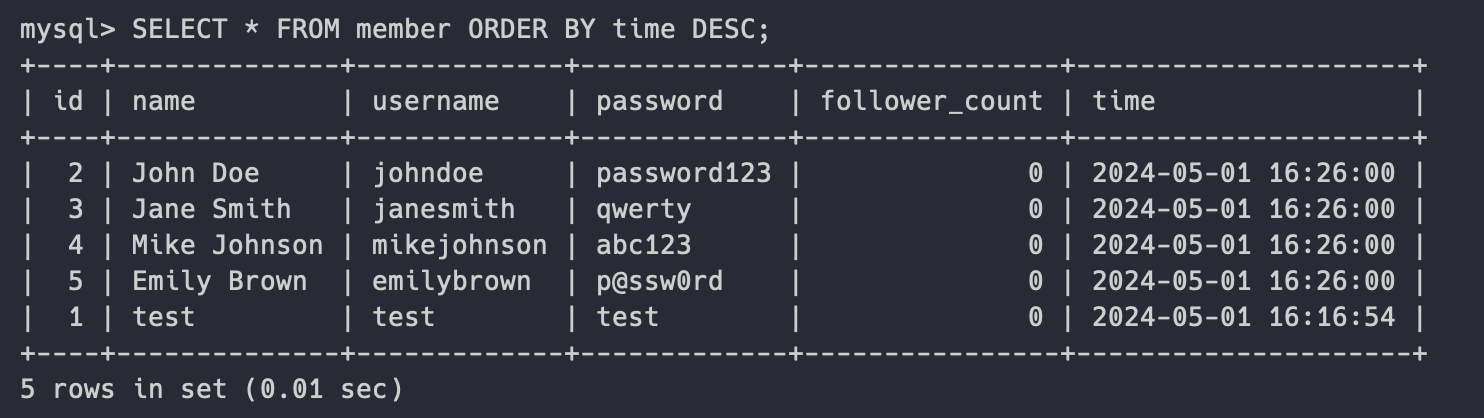 mysql> SELECT * FROM member ORDER BY time DESC;
+----+--------------+-------------+-------------+----------------+---------------------+
| id | name         | username    | password    | follower_count | time                |
+----+--------------+-------------+-------------+----------------+---------------------+
|  2 | John Doe     | johndoe     | password123 |              0 | 2024-05-01 16:26:00 |
|  3 | Jane Smith   | janesmith   | qwerty      |              0 | 2024-05-01 16:26:00 |
|  4 | Mike Johnson | mikejohnson | abc123      |              0 | 2024-05-01 16:26:00 |
|  5 | Emily Brown  | emilybrown  | p@ssw0rd    |              0 | 2024-05-01 16:26:00 |
|  1 | test         | test        | test        |              0 | 2024-05-01 16:16:54 |
+----+--------------+-------------+-------------+----------------+---------------------+
5 rows in set (0.01 sec)